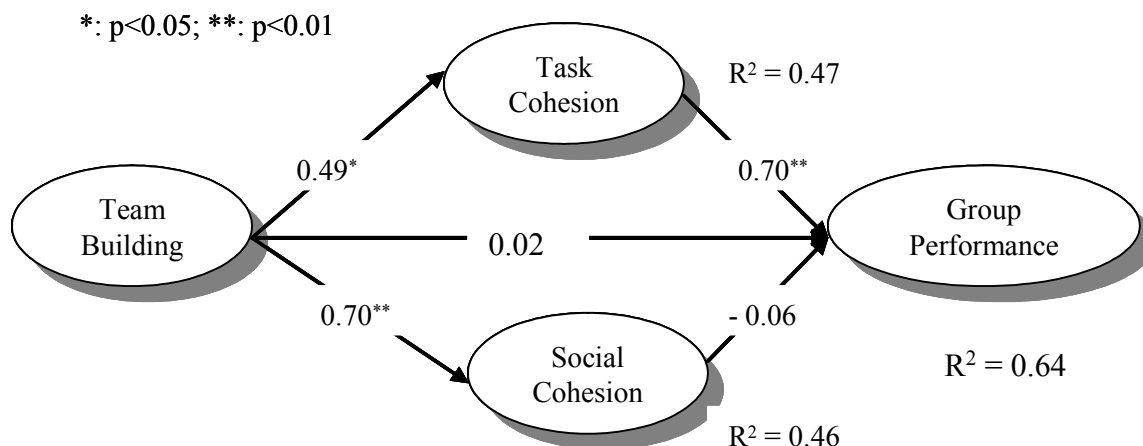 *: p<0.05; **: p<0.01
Task
Cohesion
R² = 0.47
0.49*
0.70**
Team
Building
0.02
Group
Performance
0.70**
- 0.06
Social
Cohesion
R² = 0.64
R² = 0.46